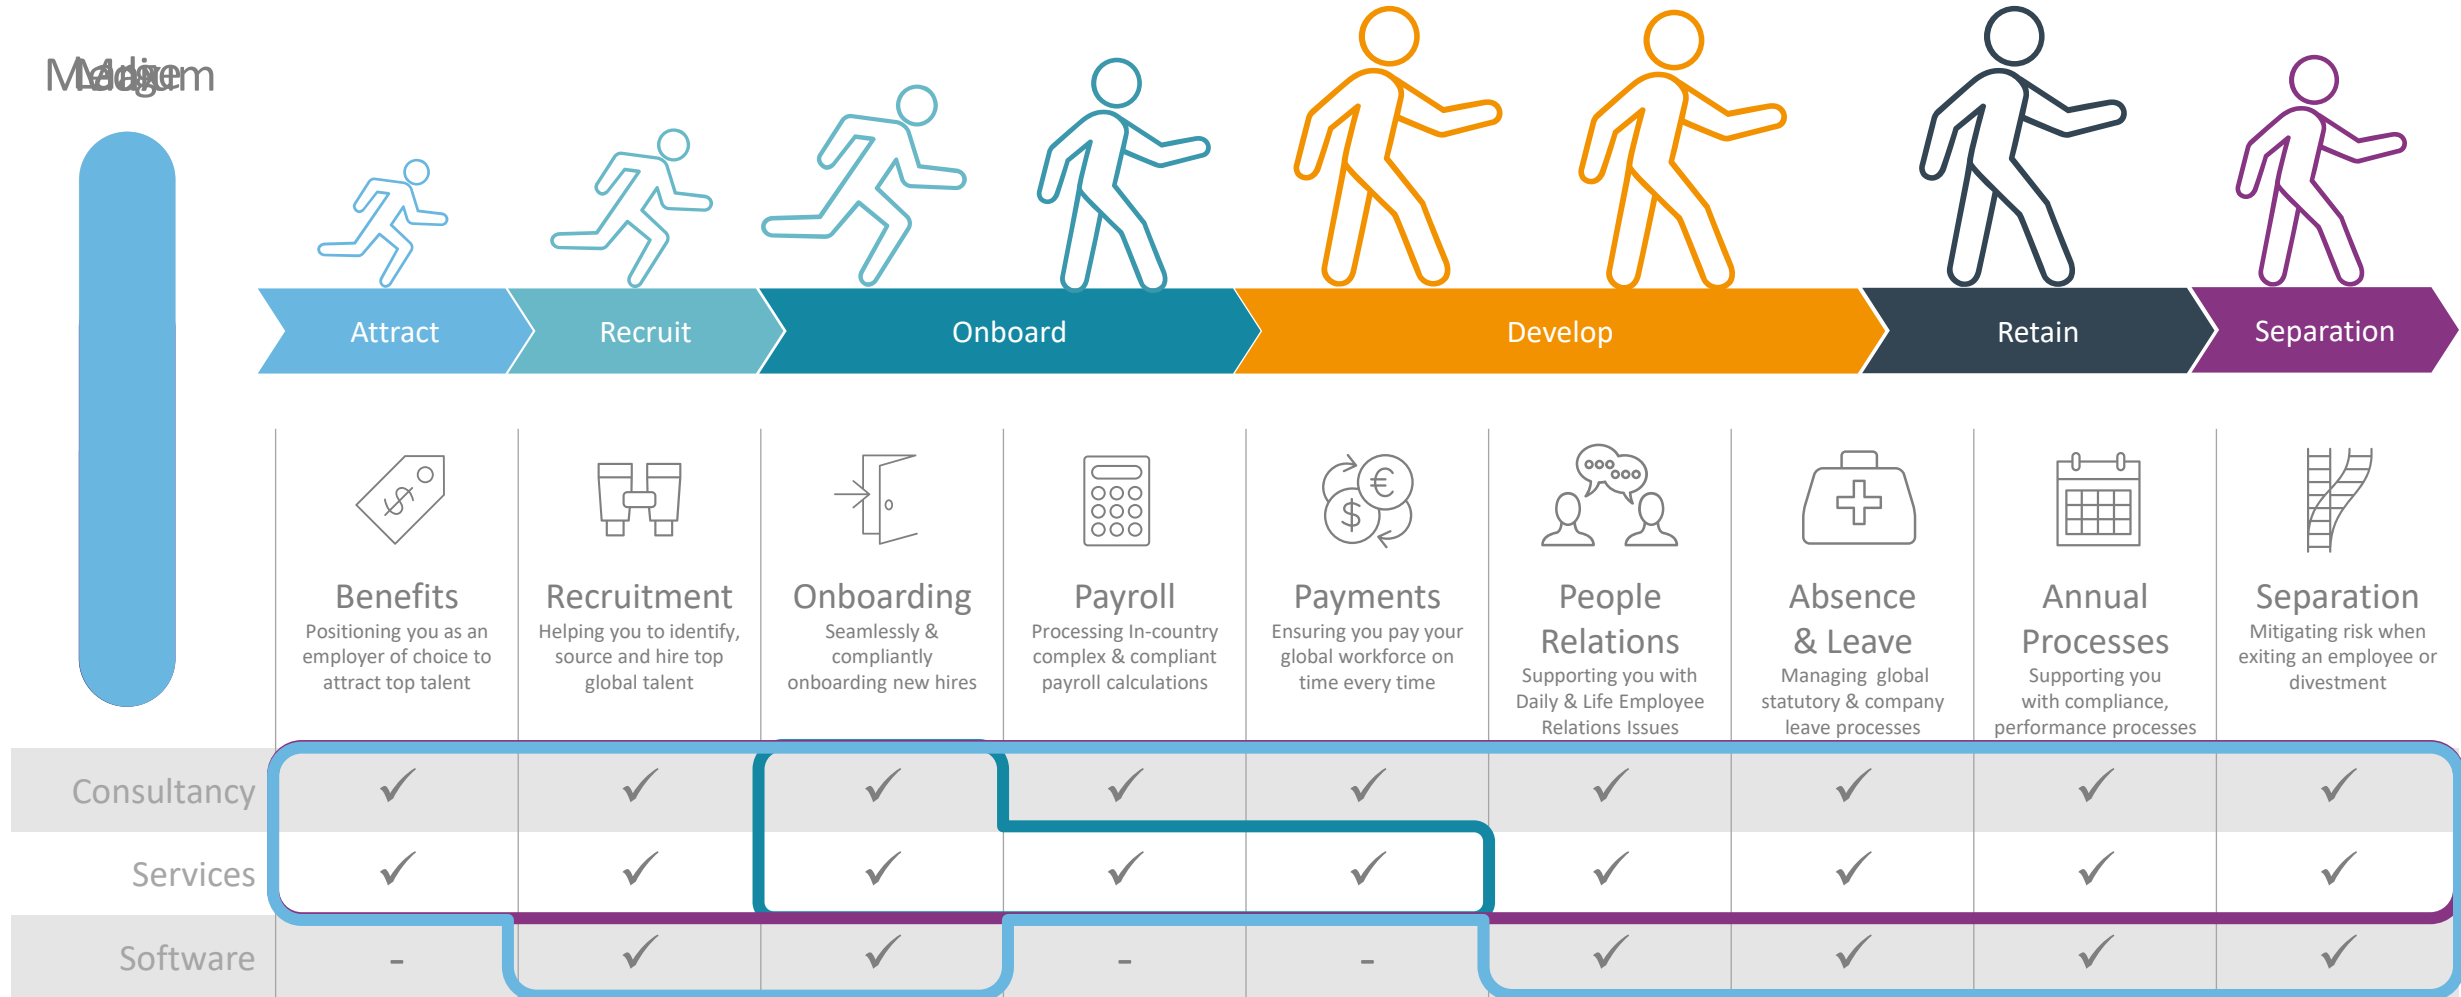 Attract
Recruit
Onboard
Develop
Retain
Separation
Benefits
Positioning you as an
employer of choice to
attract top talent
Recruitment
Helping you to identify,
source and hire top
global talent
Onboarding
Seamlessly &
compliantly
onboarding new hires
Payroll
Processing In-country
complex & compliant
payroll calculations
Payments
Ensuring you pay your
global workforce on
time every time
People
Relations
Supporting you with
Daily & Life Employee
Relations Issues
Absence
& Leave
Managing global
statutory & company
leave processes
Annual
Processes
Supporting you
with compliance,
performance processes
Separation
Mitigating risk when
exiting an employee or
divestment
Consultancy ✓ ✓ ✓ ✓ ✓ ✓ ✓ ✓ ✓
Services ✓ ✓ ✓ ✓ ✓ ✓ ✓ ✓ ✓
Software - ✓ ✓ - - ✓ ✓ ✓ ✓